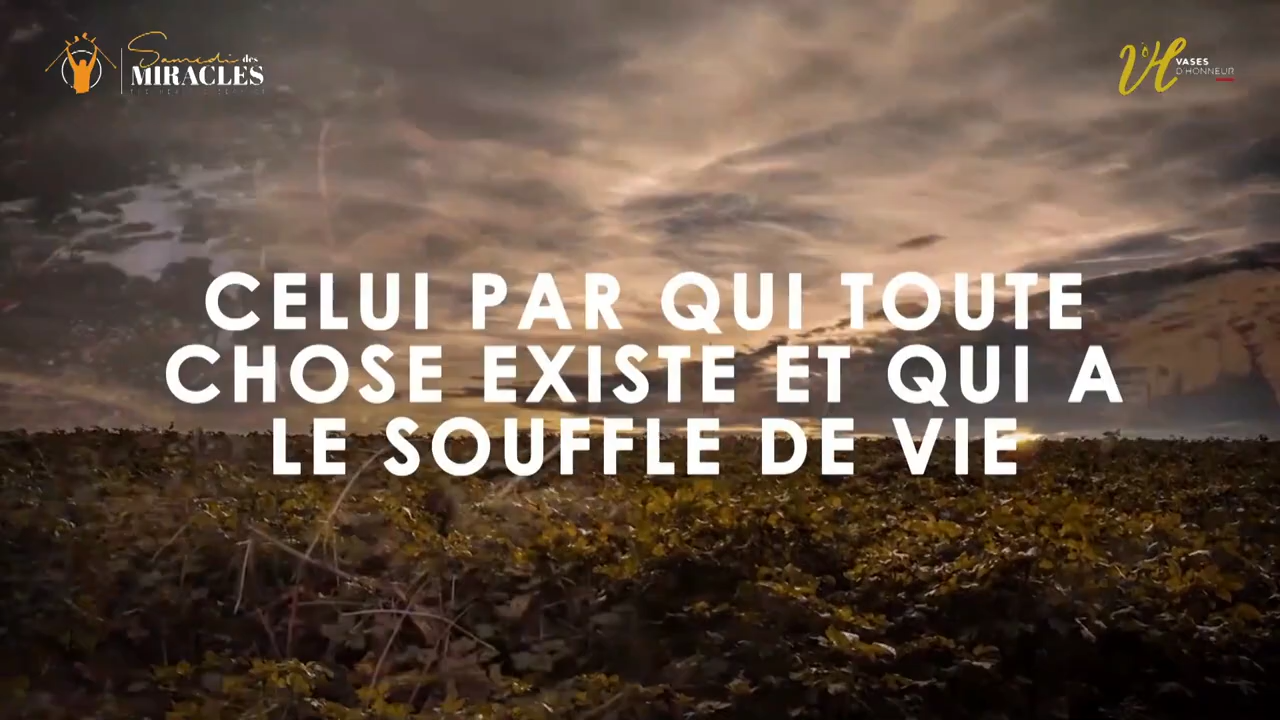 Samedi des
MIRACLES
VASES
D'HONNEUR
CELUI PAR QUI TOUTE
CHOSE EXISTE ET QUI A
LE SOUFFLE DE VIE